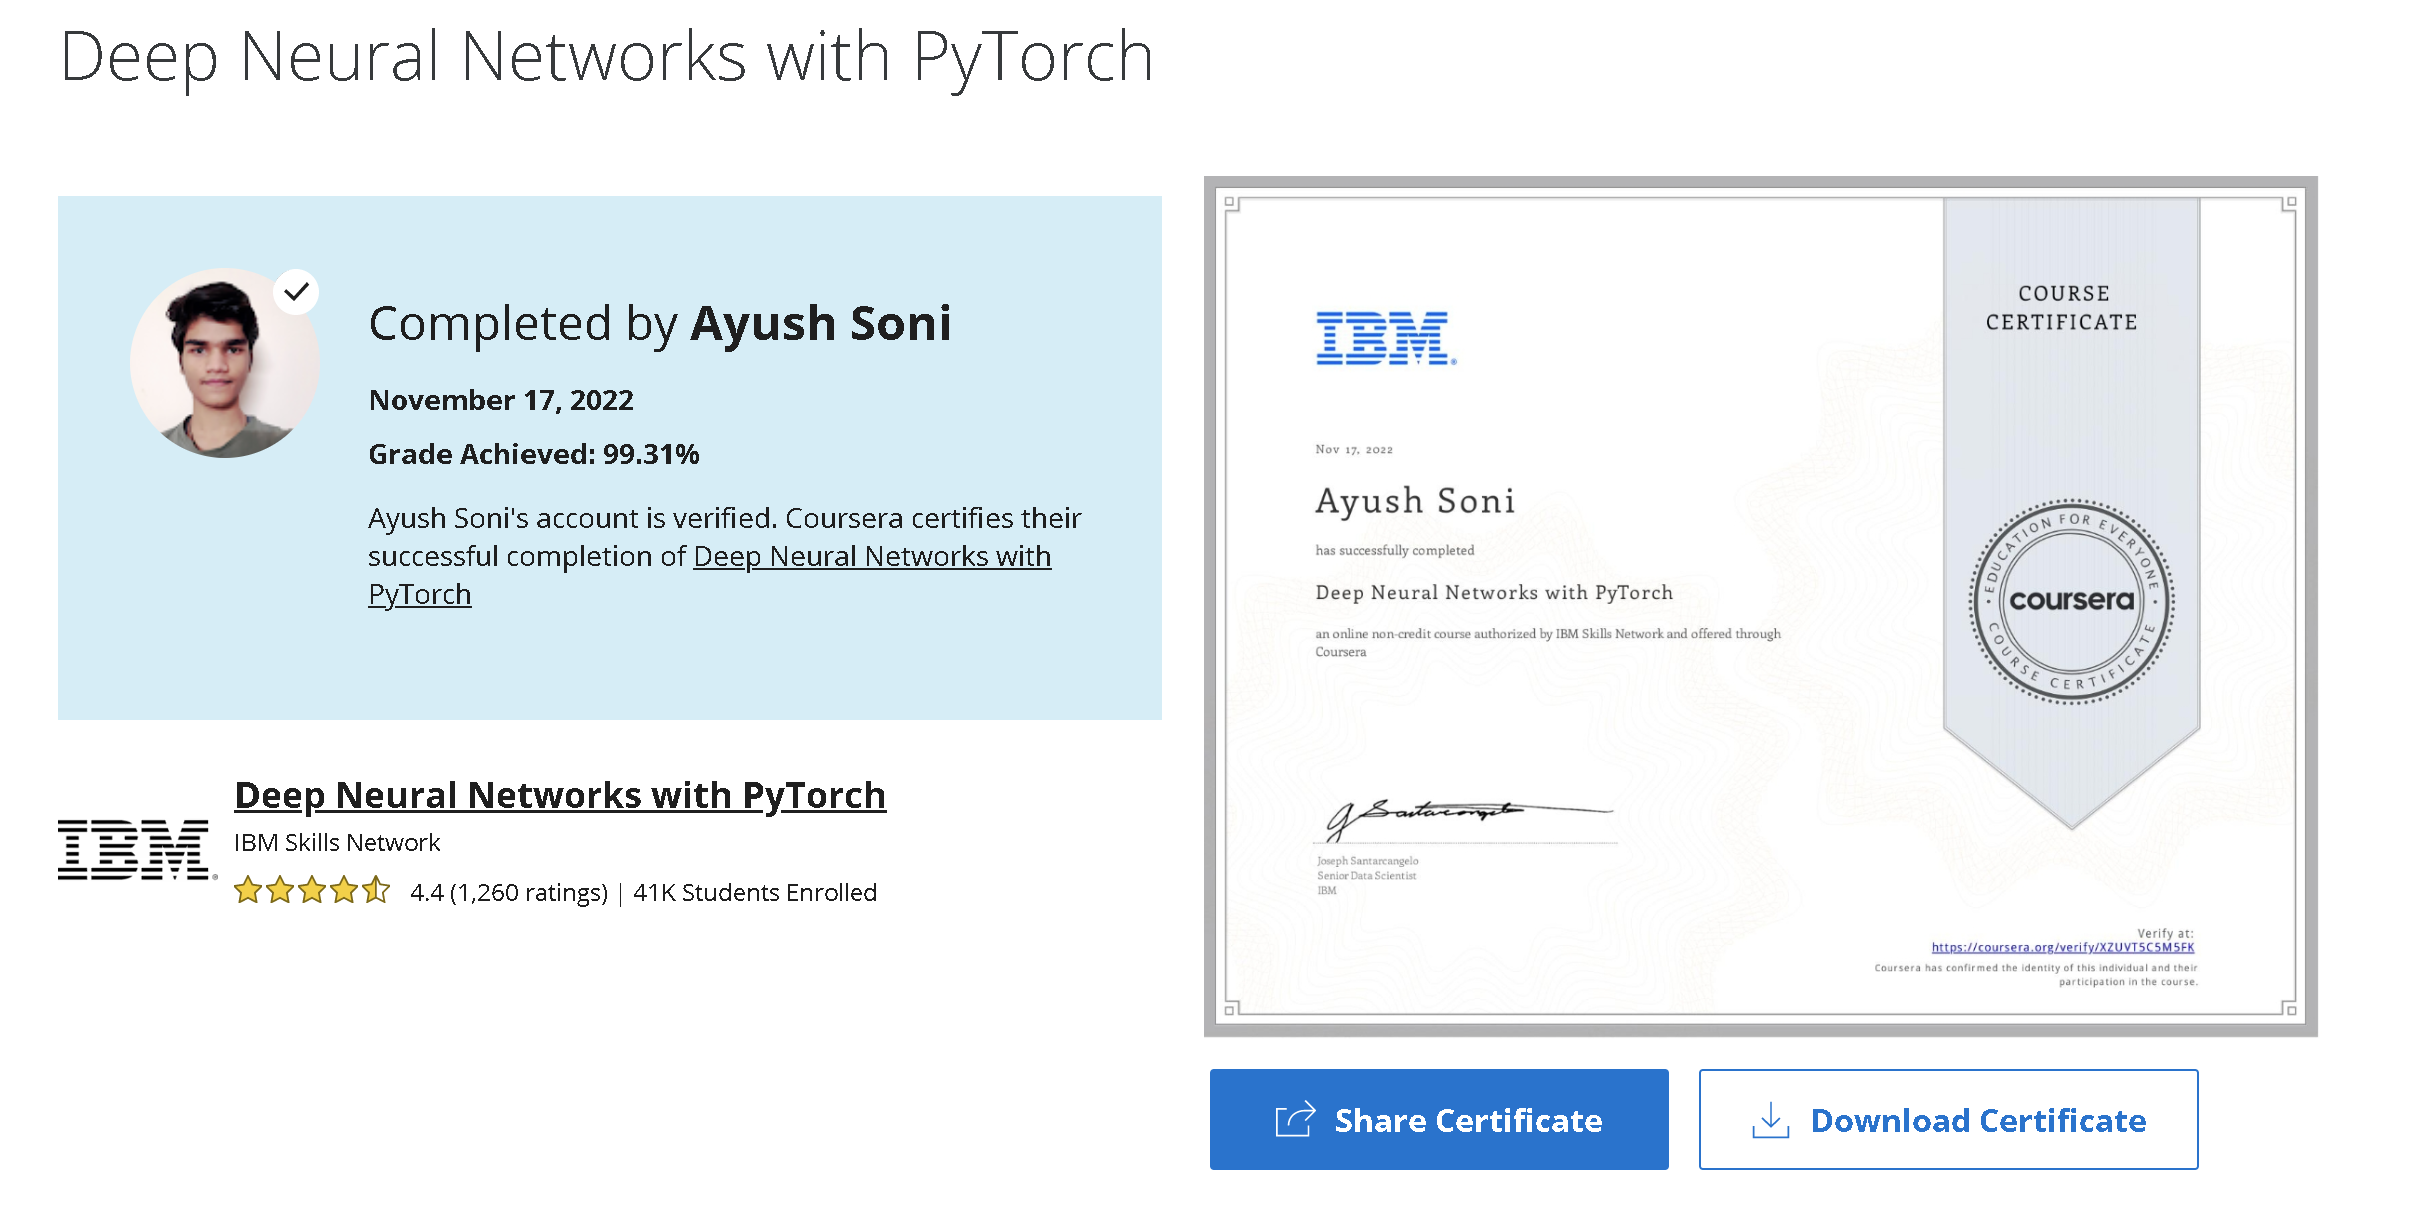 Deep Neural Networks with PyTorch
Completed by Ayush Soni
November 17, 2022
Grade Achieved: 99.31%
Ayush Soni's account is verified. Coursera certifies their
successful completion of Deep Neural Networks with
PyTorch
IBM
Deep Neural Networks with PyTorch
IBM Skills Network
4.4 (1,260 ratings) | 41K Students Enrolled
IBM
Nov 17, 2022
Ayush Soni
has successfully completed
Deep Neural Networks with PyTorch
an online non-credit course authorized by IBM Skills Network and offered through
Coursera
Joseph Santarcangelo
Senior Data Scientist
IBM
COURSE
CERTIFICATE
EDUCATION FOR EVERYONE
coursera
COURSE CERTIFICATE
Verify at:
https://coursera.org/verify/XZUVT5C5M5FK
Coursera has confirmed the identity of this individual and their
participation in the course.
Share Certificate
Download Certificate